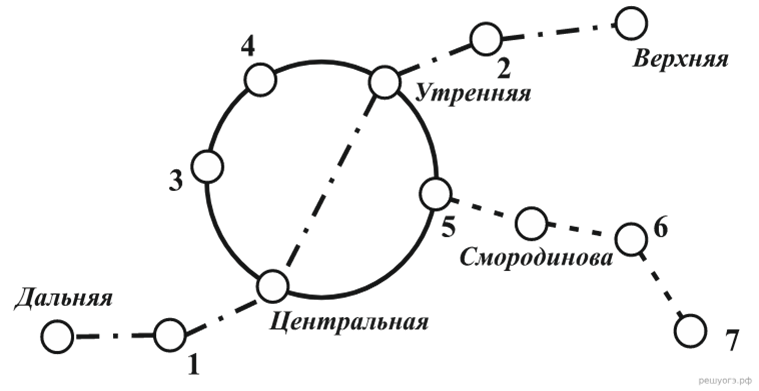 4
2
Верхняя
Утренняя
3
5
6
Смородинова
Дальняя
Центральная
1
7
решуогэ.рф